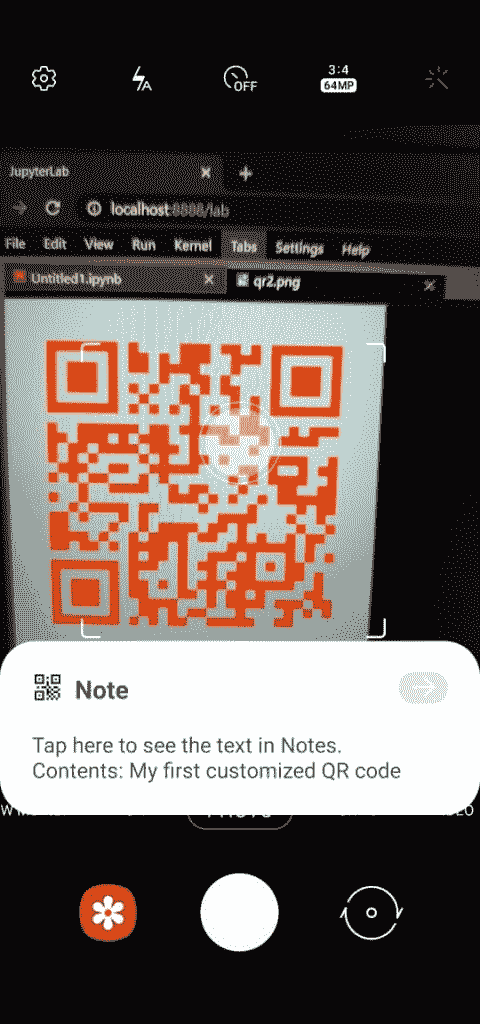 A
OFF
3:4
64MP
JupyterLab
localhost:8888/lab
File Edit View Run Kernel Tabs Settings Help
Untitled1.ipynb
qr2.png
Note
Tap here to see the text in Notes.
Contents: My first customized QR code